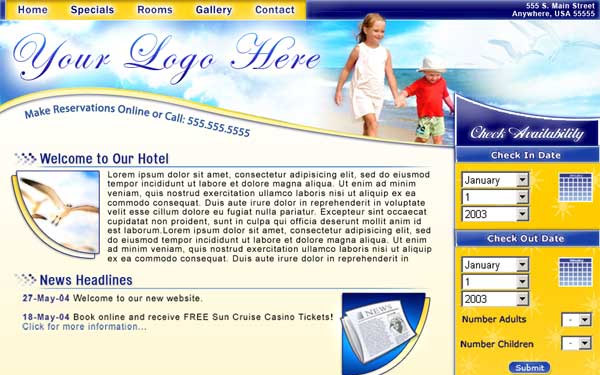 Home Specials Rooms Gallery Contact
555 S. Main Street
Anywhere, USA 55555
Your Logo Here
Make Reservations Online or Call: 555.555.5555
Check Availability
Check In Date
January
1
2003
Check Out Date
January
1
2003
Number Adults -
Number Children -
Submit
Welcome to Our Hotel
Lorem ipsum dolor sit amet, consectetur adipisicing elit, sed do eiusmod
tempor incididunt ut labore et dolore magna aliqua. Ut enim ad minim
veniam, quis nostrud exercitation ullamco laboris nisi ut aliquip ex ea
commodo consequat. Duis aute irure dolor in reprehenderit in voluptate
velit esse cillum dolore eu fugiat nulla pariatur. Excepteur sint occaecat
cupidatat non proident, sunt in culpa qui officia deserunt mollit anim id
est laborum.Lorem ipsum dolor sit amet, consectetur adipisicing elit, sed
do eiusmod tempor incididunt ut labore et dolore magna aliqua. Ut enim
ad minim veniam, quis nostrud exercitation ullamco laboris nisi ut aliquip
ex ea commodo consequat. Duis aute irure dolor in reprehenderit in
News Headlines
27-May-04 Welcome to our new website.
18-May-04 Book online and receive FREE Sun Cruise Casino Tickets!
Click for more information...
NEWS